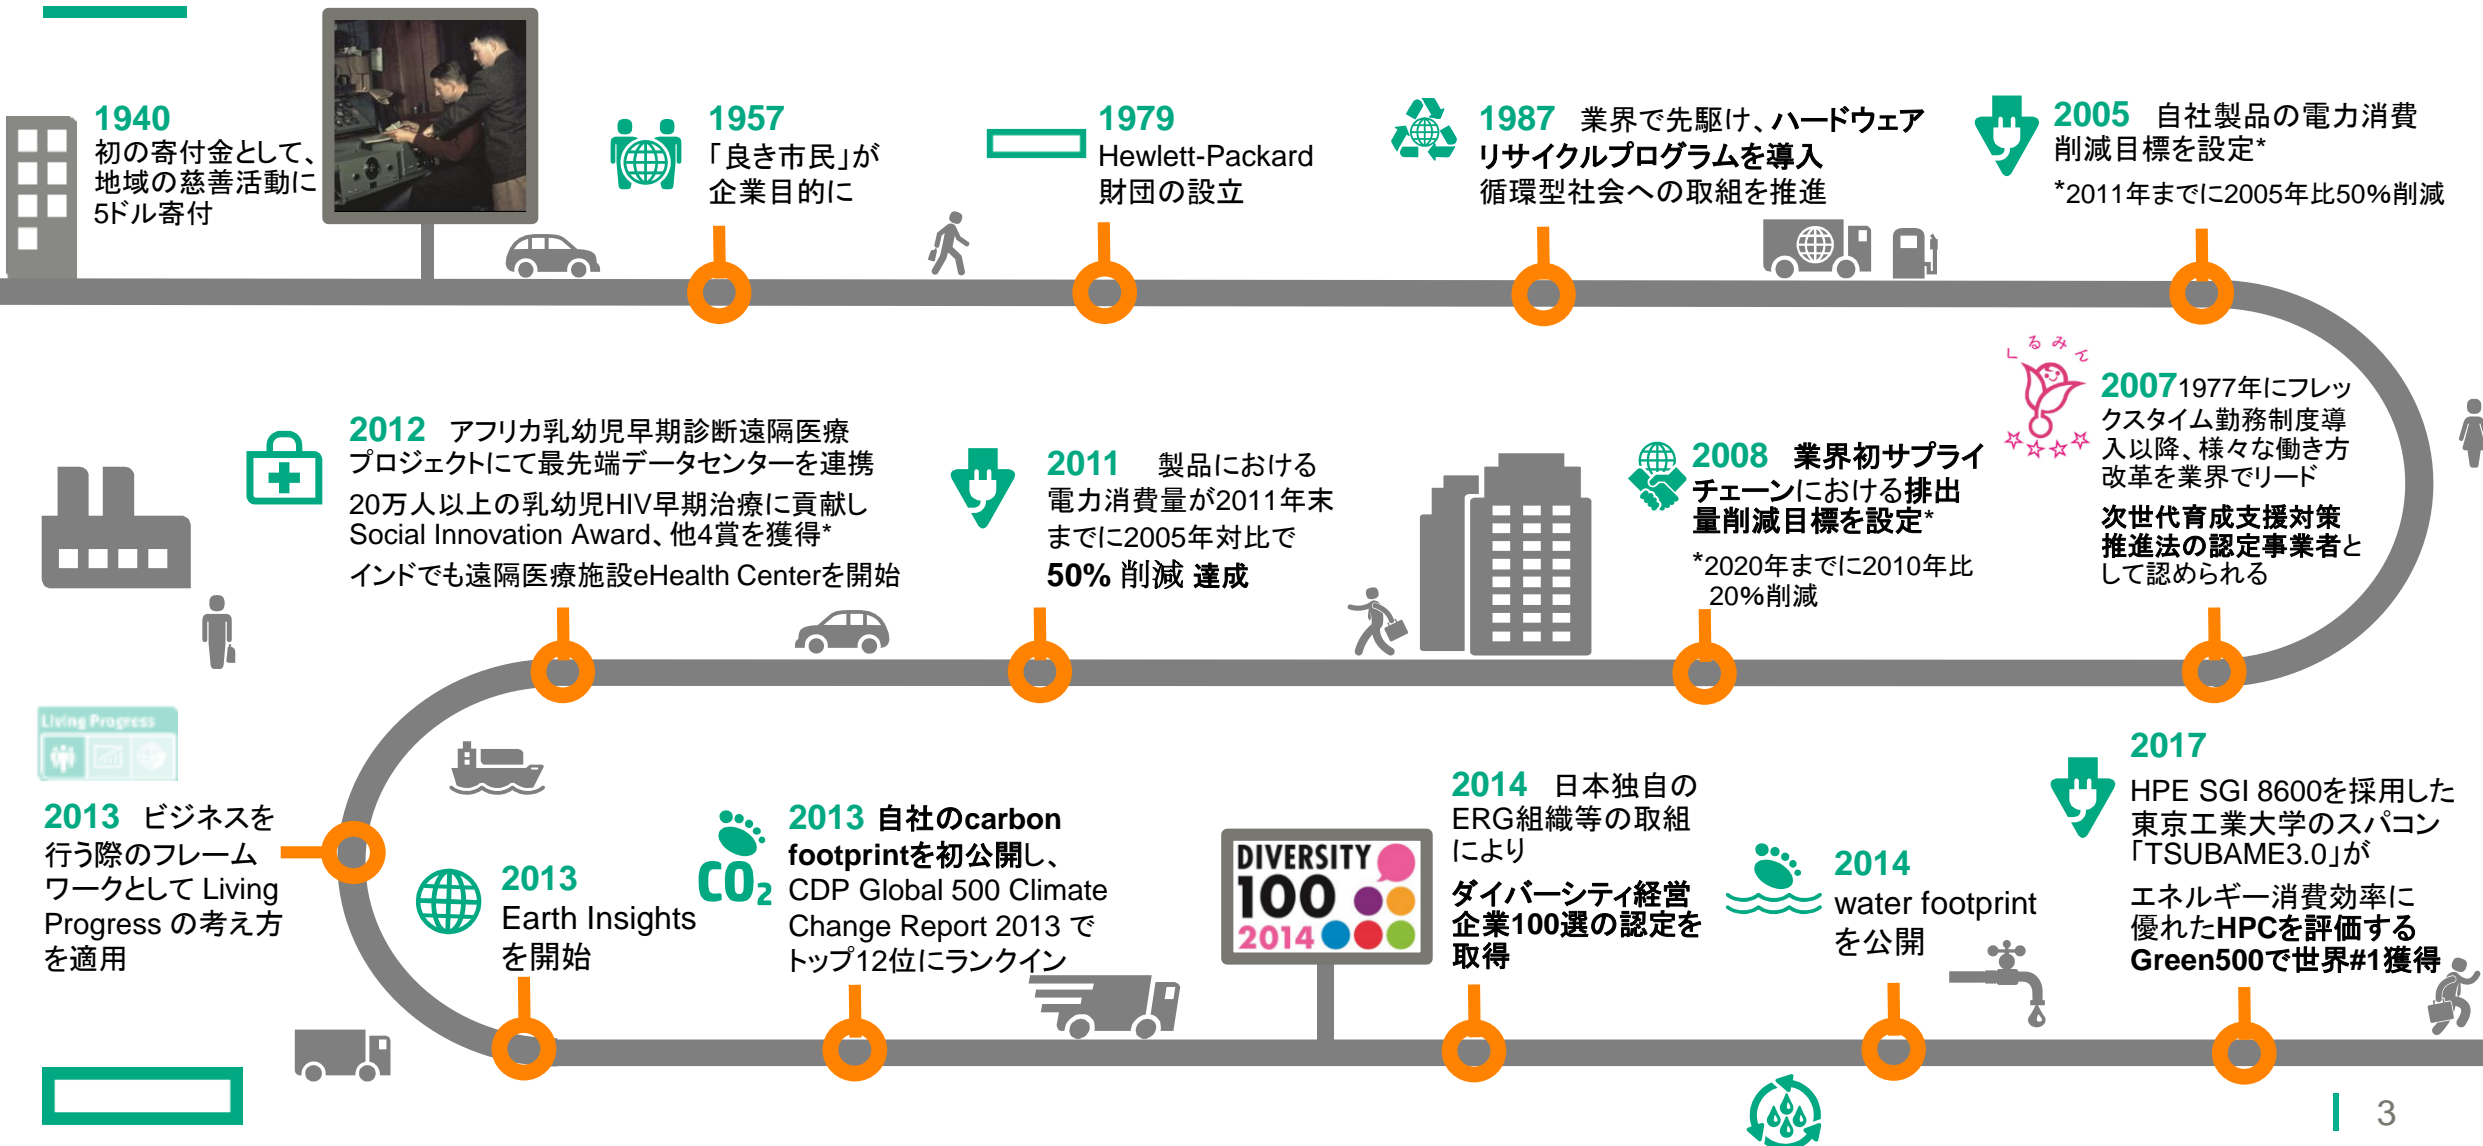 1940
初の寄付金として、
地域の慈善活動に
5ドル寄付
1957
「良き市民」が
企業目的に
1979
Hewlett-Packard
財団の設立
1987 業界で先駆け、ハードウェア
リサイクルプログラムを導入
循環型社会への取組を推進
2005 自社製品の電力消費
削減目標を設定*
*2011年までに2005年比50%削減
くるみん
2007 1977年にフレッ
クスタイム勤務制度導
入以降、様々な働き方
改革を業界でリード
次世代育成支援対策
推進法の認定事業者と
して認められる
2008 業界初サプライ
チェーンにおける排出
量削減目標を設定*
*2020年までに2010年比
20%削減
2011 製品における
電力消費量が2011年末
までに2005年対比で
50% 削減 達成
2012 アフリカ乳幼児早期診断遠隔医療
プロジェクトにて最先端データセンターを連携
20万人以上の乳幼児HIV早期治療に貢献し
Social Innovation Award、他4賞を獲得*
インドでも遠隔医療施設eHealth Centerを開始
Living Progress
2013 ビジネスを
行う際のフレーム
ワークとして Living
Progress の考え方
を適用
2013
Earth Insights
を開始
CO2
2013 自社のcarbon
footprintを初公開し、
CDP Global 500 Climate
Change Report 2013 で
トップ12位にランクイン
DIVERSITY
100
2014
2014 日本独自の
ERG組織等の取組
により
ダイバーシティ経営
企業100選の認定を
取得
2014
water footprint
を公開
2017
HPE SGI 8600を採用した
東京工業大学のスパコン
「TSUBAME3.0」が
エネルギー消費効率に
優れたHPCを評価する
Green500で世界#1獲得
3